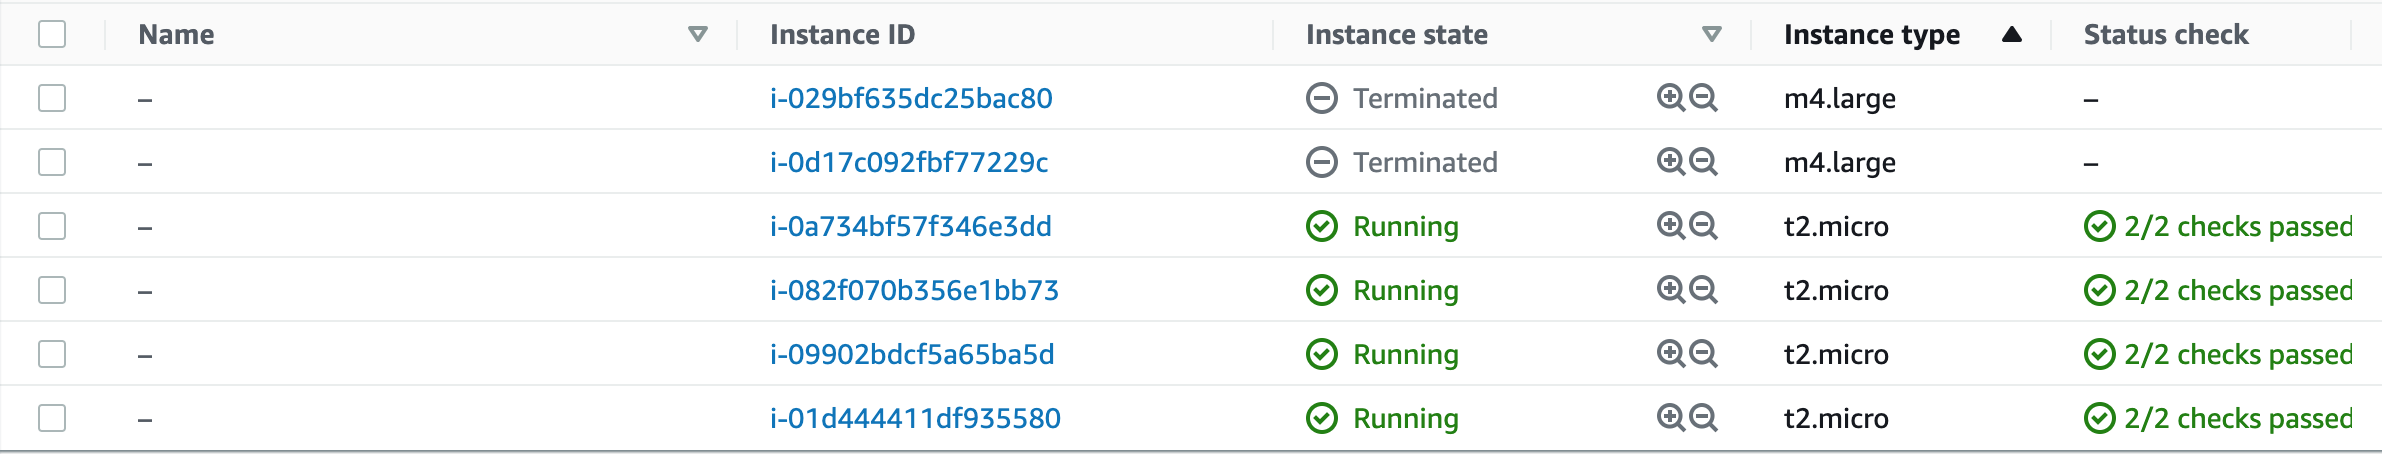 Name Instance ID Instance state Instance type Status check
– i-029bf635dc25bac80 Terminated m4.large –
– i-0d17c092fbf77229c Terminated m4.large –
– i-0a734bf57f346e3dd Running t2.micro 2/2 checks passed
– i-082f070b356e1bb73 Running t2.micro 2/2 checks passed
– i-09902bdcf5a65ba5d Running t2.micro 2/2 checks passed
– i-01d444411df935580 Running t2.micro 2/2 checks passed